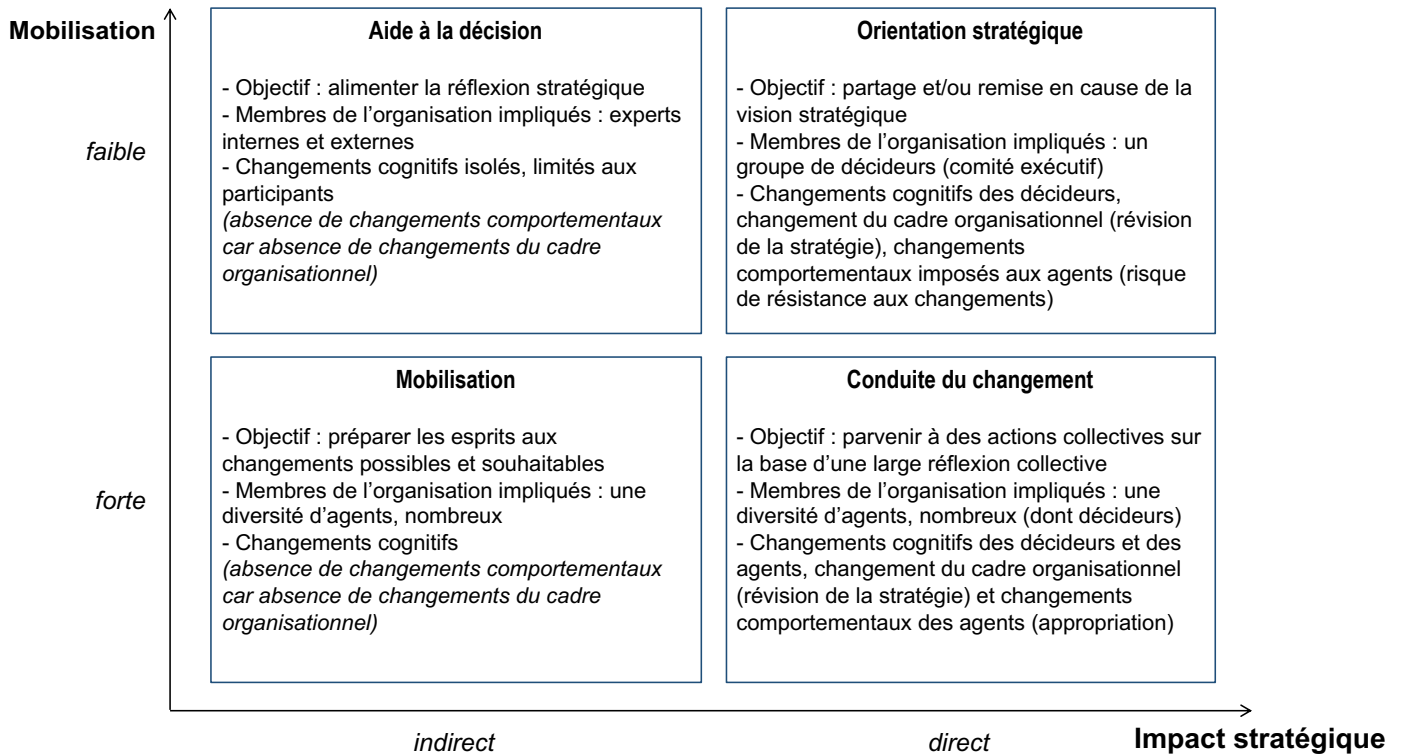 Mobilisation
faible
forte
Aide à la décision
- Objectif : alimenter la réflexion stratégique
- Membres de l’organisation impliqués : experts
internes et externes
- Changements cognitifs isolés, limités aux
participants
(absence de changements comportementaux
car absence de changements du cadre
organisationnel)
Orientation stratégique
- Objectif : partage et/ou remise en cause de la
vision stratégique
- Membres de l’organisation impliqués : un
groupe de décideurs (comité exécutif)
- Changements cognitifs des décideurs,
changement du cadre organisationnel (révision
de la stratégie), changements
comportementaux imposés aux agents (risque
de résistance aux changements)
Mobilisation
- Objectif : préparer les esprits aux
changements possibles et souhaitables
- Membres de l’organisation impliqués : une
diversité d’agents, nombreux
- Changements cognitifs
(absence de changements comportementaux
car absence de changements du cadre
organisationnel)
Conduite du changement
- Objectif : parvenir à des actions collectives sur
la base d’une large réflexion collective
- Membres de l’organisation impliqués : une
diversité d’agents, nombreux (dont décideurs)
- Changements cognitifs des décideurs et des
agents, changement du cadre organisationnel
(révision de la stratégie) et changements
comportementaux des agents (appropriation)
indirect
direct
Impact stratégique